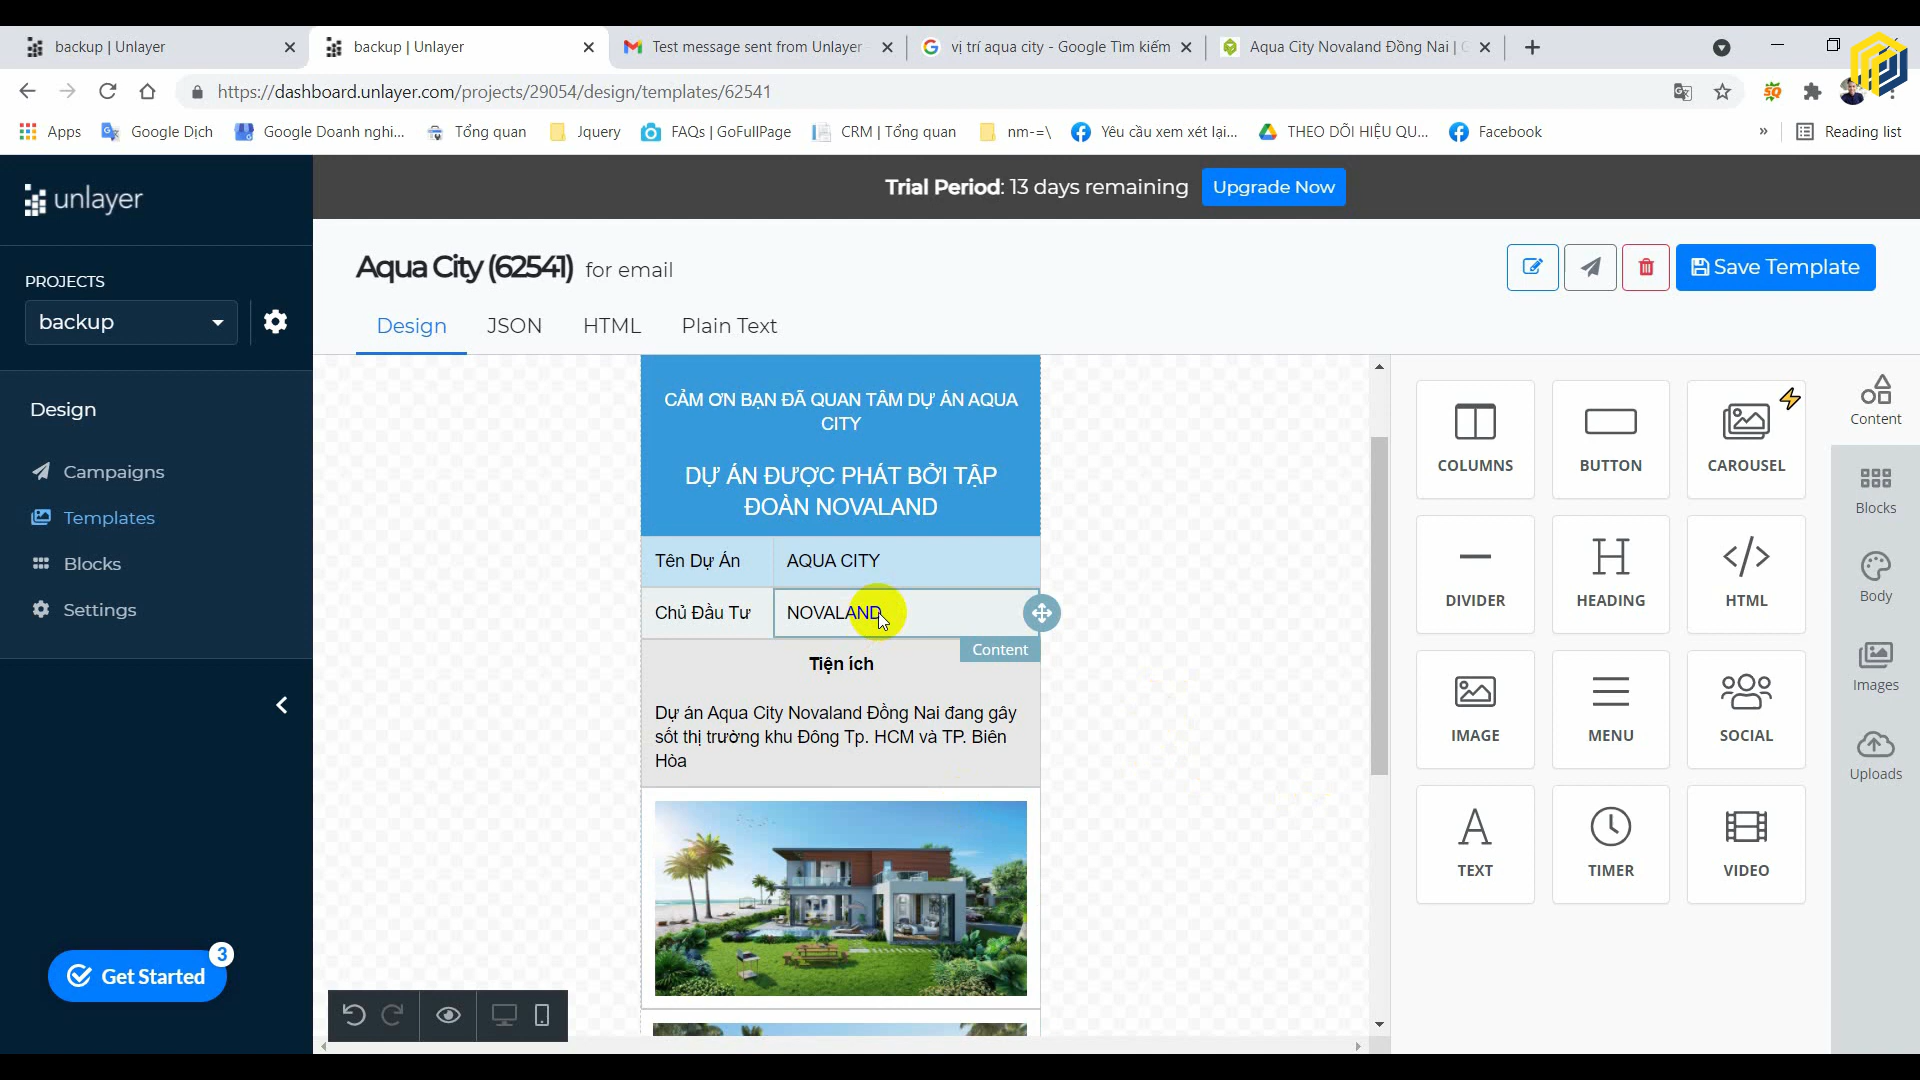 backup | Unlayer
backup | Unlayer
Test message sent from Unlayer
vị trí aqua city - Google Tìm kiếm
Aqua City Novaland Đồng Nai |
https://dashboard.unlayer.com/projects/29054/design/templates/62541
Apps
Google Dịch
Google Doanh nghi...
Tổng quan
Jquery
FAQs | GoFullPage
CRM | Tổng quan
nm-=\
Yêu cầu xem xét lại...
THEO DÕI HIỆU QU...
Facebook
»
Reading list
unlayer
Trial Period: 13 days remaining
Upgrade Now
PROJECTS
backup
Aqua City (62541) for email
Save Template
Design
JSON
HTML
Plain Text
Design
Campaigns
Templates
Blocks
Settings
Get Started
3
CẢM ƠN BẠN ĐÃ QUAN TÂM DỰ ÁN AQUA
CITY
DỰ ÁN ĐƯỢC PHÁT BỞI TẬP
ĐOÀN NOVALAND
Tên Dự Án
AQUA CITY
Chủ Đầu Tư
NOVALAND
Content
Tiện ích
Dự án Aqua City Novaland Đồng Nai đang gây
sốt thị trường khu Đông Tp. HCM và TP. Biên
Hòa
COLUMNS
BUTTON
CAROUSEL
DIVIDER
HEADING
HTML
IMAGE
MENU
SOCIAL
TEXT
TIMER
VIDEO
Content
Blocks
Body
Images
Uploads